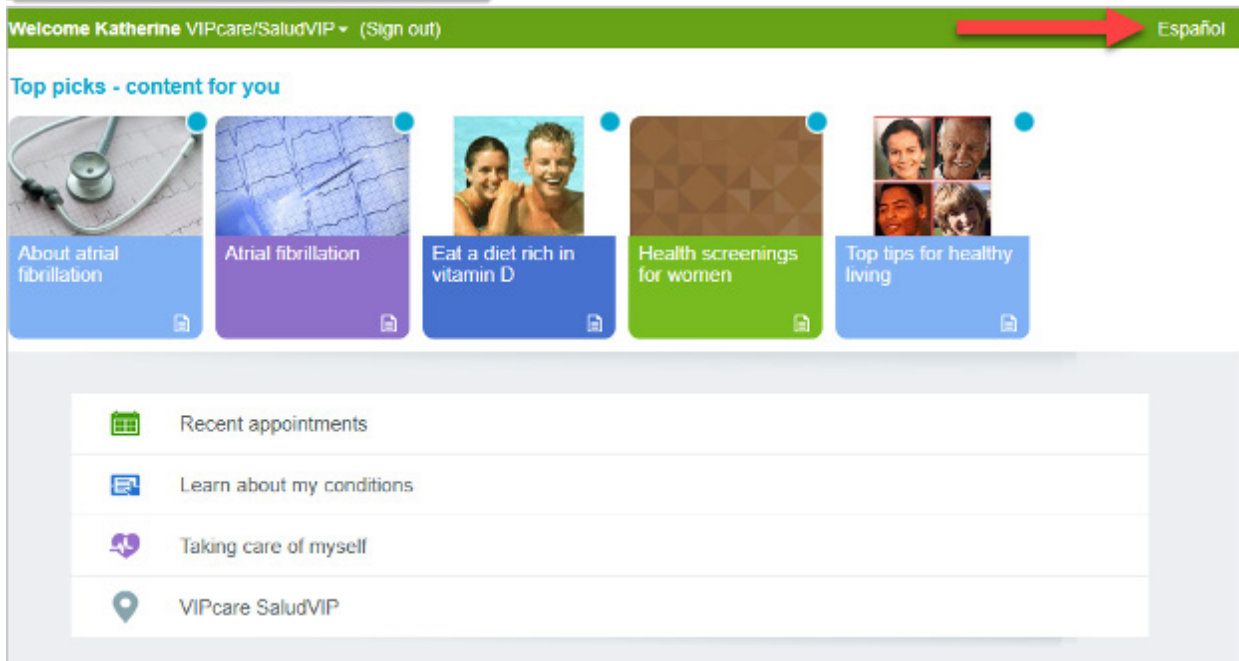 Welcome Katherine VIPcare/SaludVIP (Sign out) Español
Top picks - content for you
About atrial
fibrillation
Atrial fibrillation
Eat a diet rich in
vitamin D
Health screenings
for women
Top tips for healthy
living
Recent appointments
Learn about my conditions
Taking care of myself
VIPcare SaludVIP